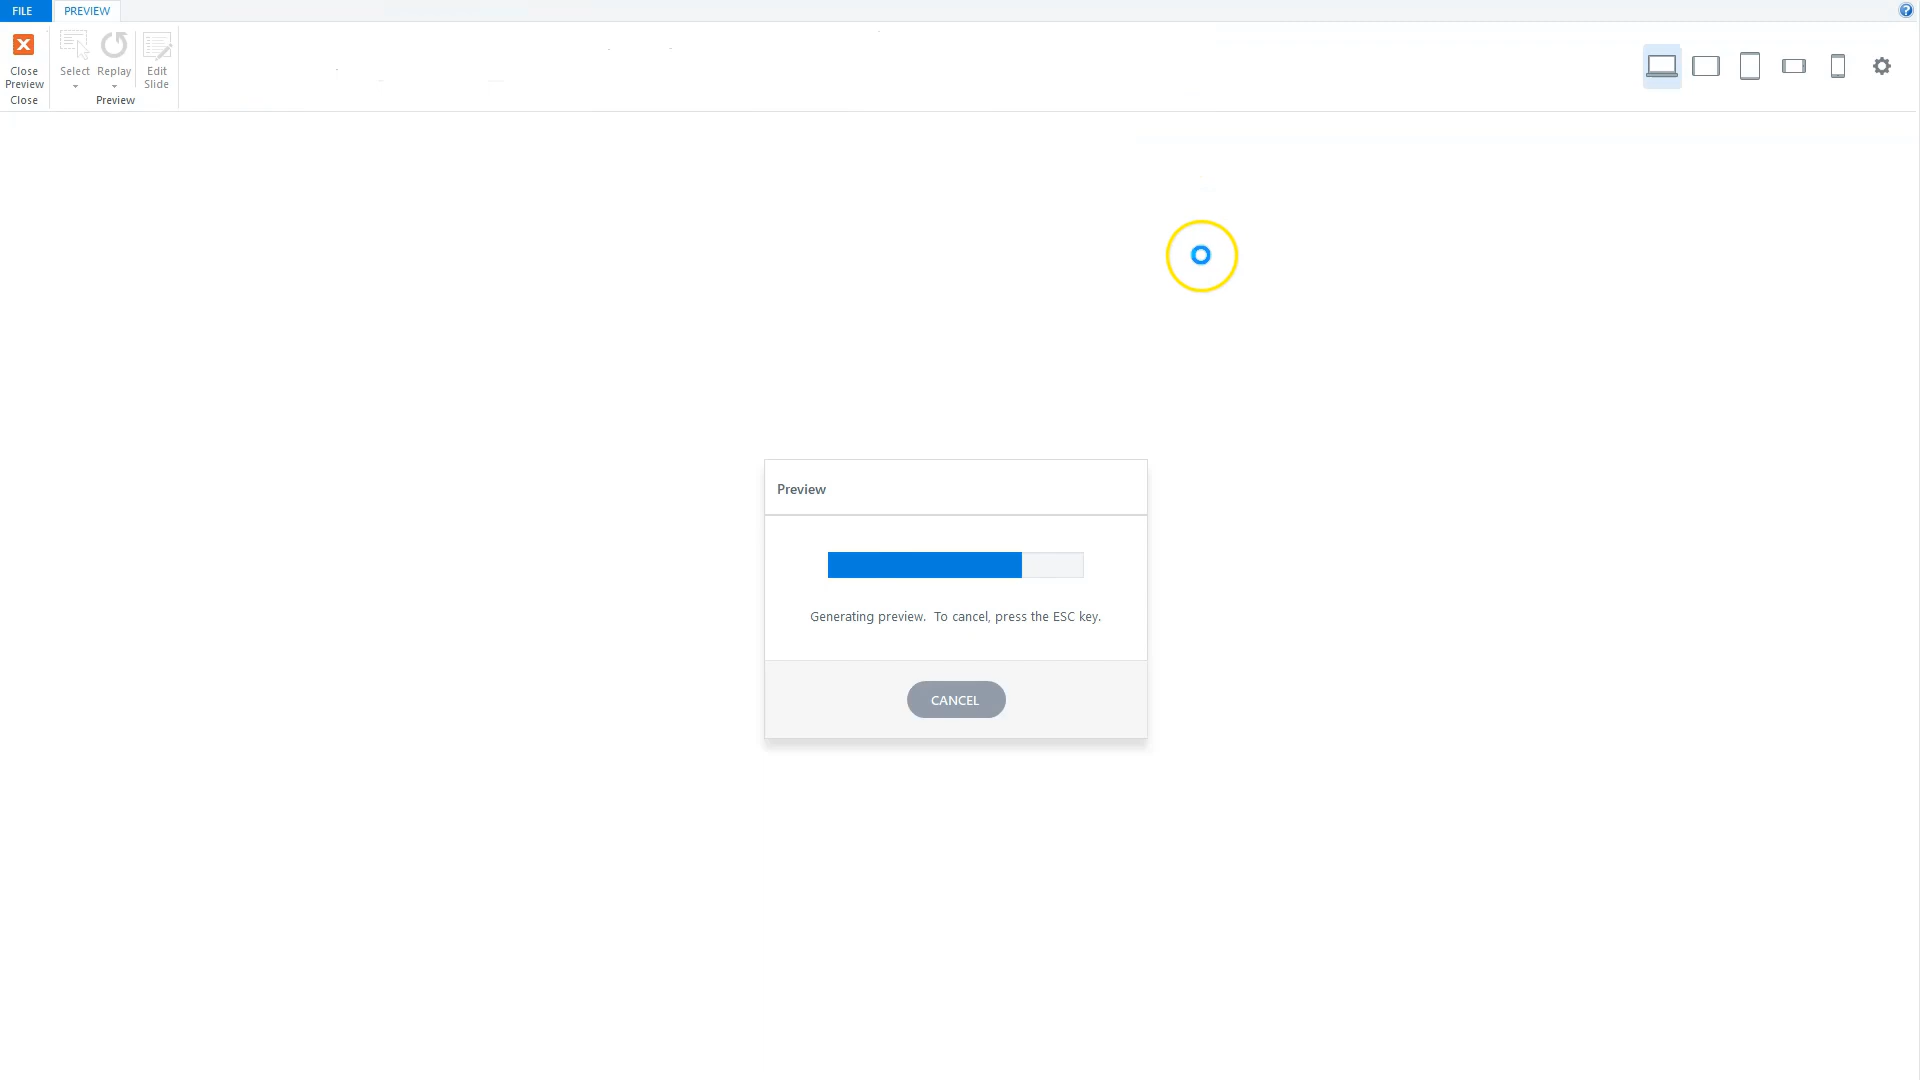 FILE PREVIEW
?
Close
Preview
Select
Replay
Edit
Slide
Close
Preview
Preview
Generating preview. To cancel, press the ESC key.
CANCEL